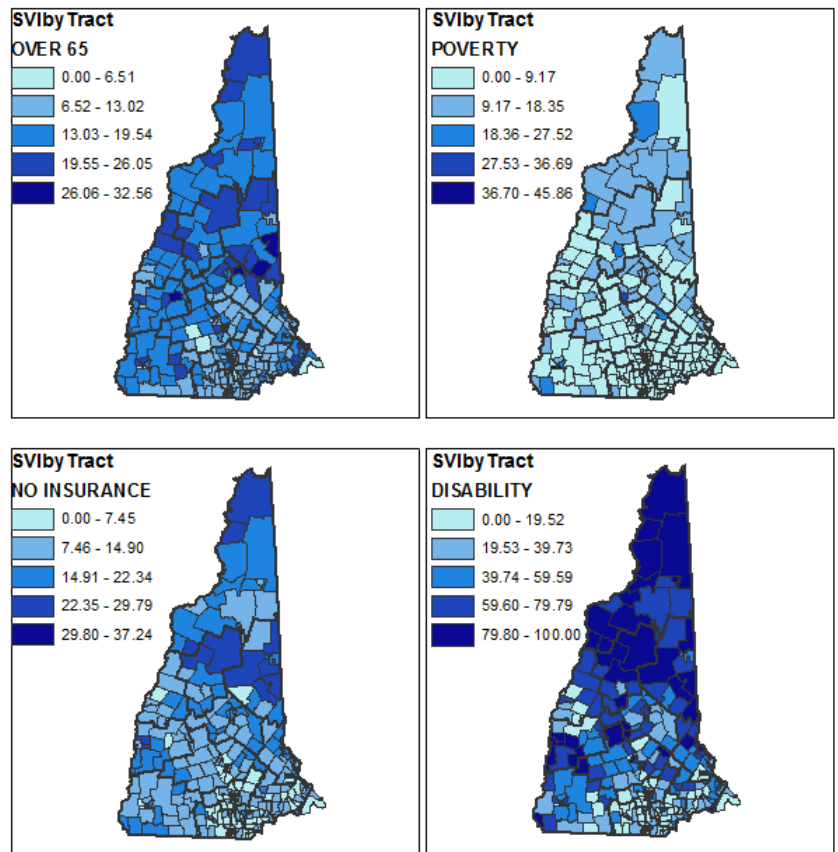 SVIby Tract
OVER 65
0.00 - 6.51
6.52 - 13.02
13.03 - 19.54
19.55 - 26.05
26.06 - 32.56
SVIby Tract
POVERTY
0.00 - 9.17
9.17 - 18.35
18.36 - 27.52
27.53 - 36.69
36.70 - 45.86
SVIby Tract
NO INSURANCE
0.00 - 7.45
7.46 - 14.90
14.91 - 22.34
22.35 - 29.79
29.80 - 37.24
SVIby Tract
DISABILITY
0.00 - 19.52
19.53 - 39.73
39.74 - 59.59
59.60 - 79.79
79.80 - 100.00